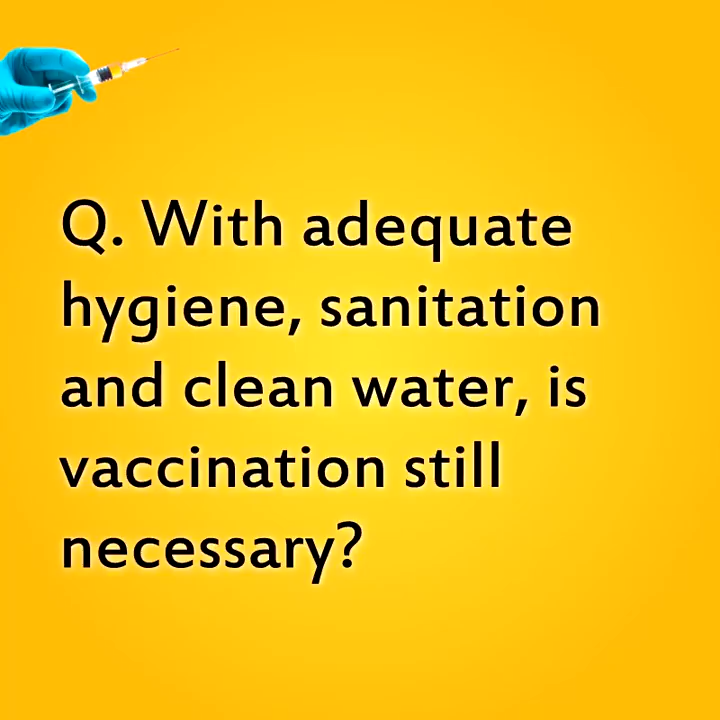 Q. With adequate
hygiene, sanitation
and clean water, is
vaccination still
necessary?